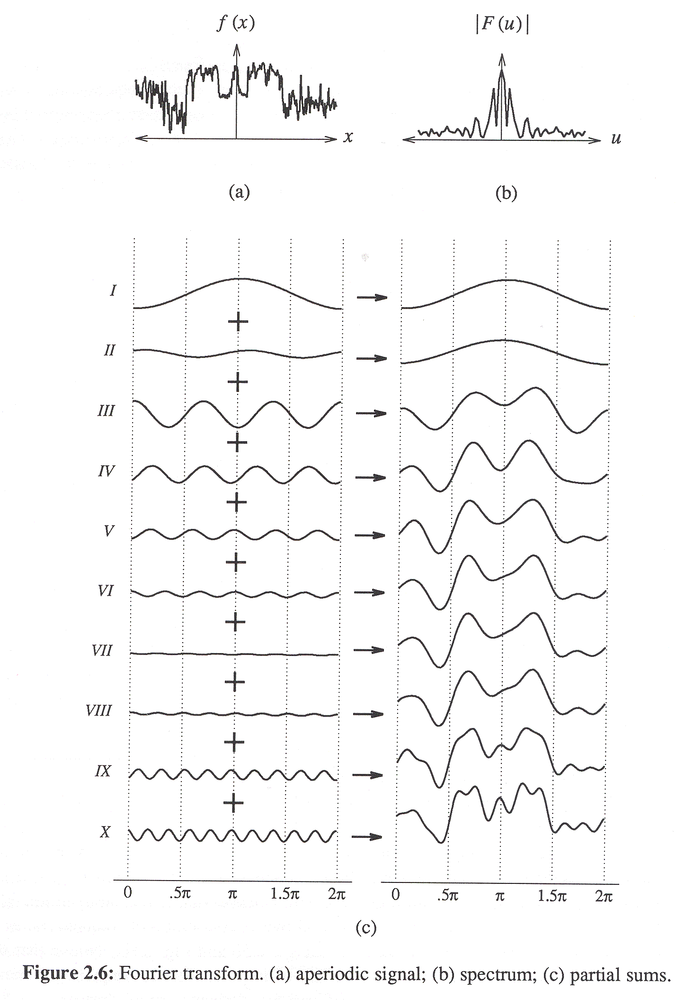 f (x) |F (u)|
x u
(a) (b)
I
+
II
+
III
+
IV
+
V
+
VI
+
VII
+
VIII
+
IX
+
X
0 .5π π 1.5π 2π 0 .5π π 1.5π 2π
(c)
Figure 2.6: Fourier transform. (a) aperiodic signal; (b) spectrum; (c) partial sums.